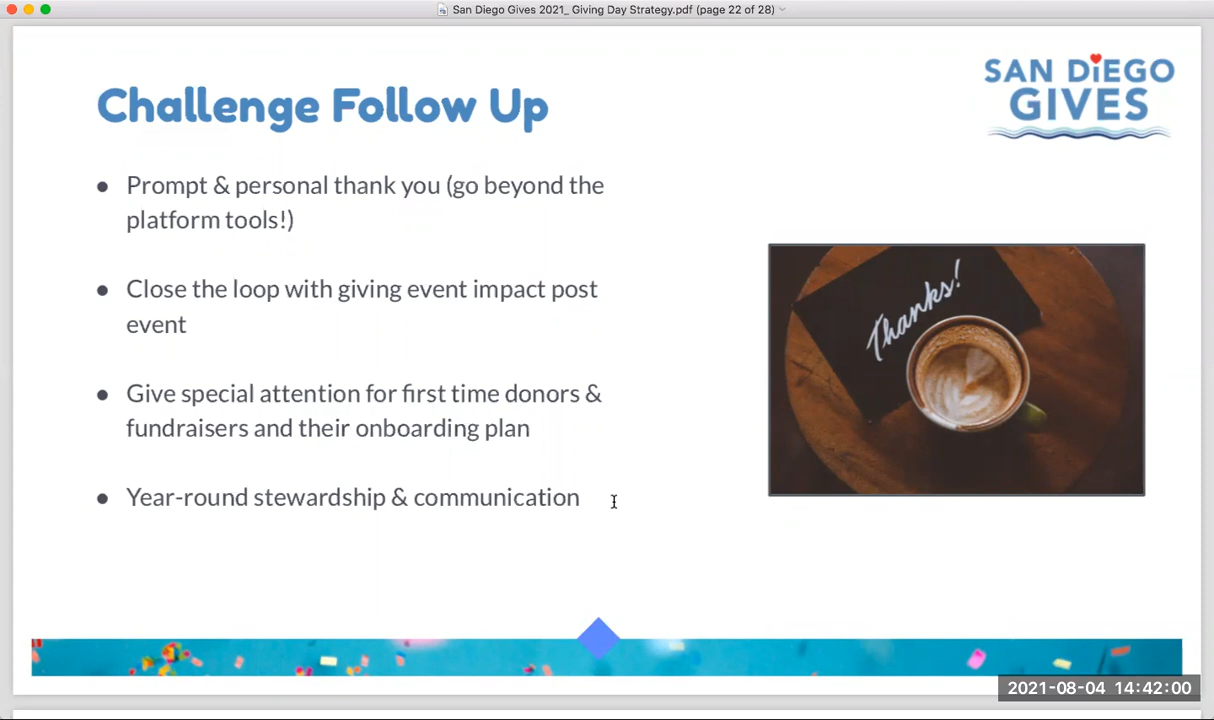 San Diego Gives 2021_ Giving Day Strategy.pdf (page 22 of 28)
SAN DiEGO
GIVES
Challenge Follow Up
● Prompt & personal thank you (go beyond the
platform tools!)
● Close the loop with giving event impact post
event
● Give special attention for first time donors &
fundraisers and their onboarding plan
● Year-round stewardship & communication
Thanks!
2021-08-04 14:42:00